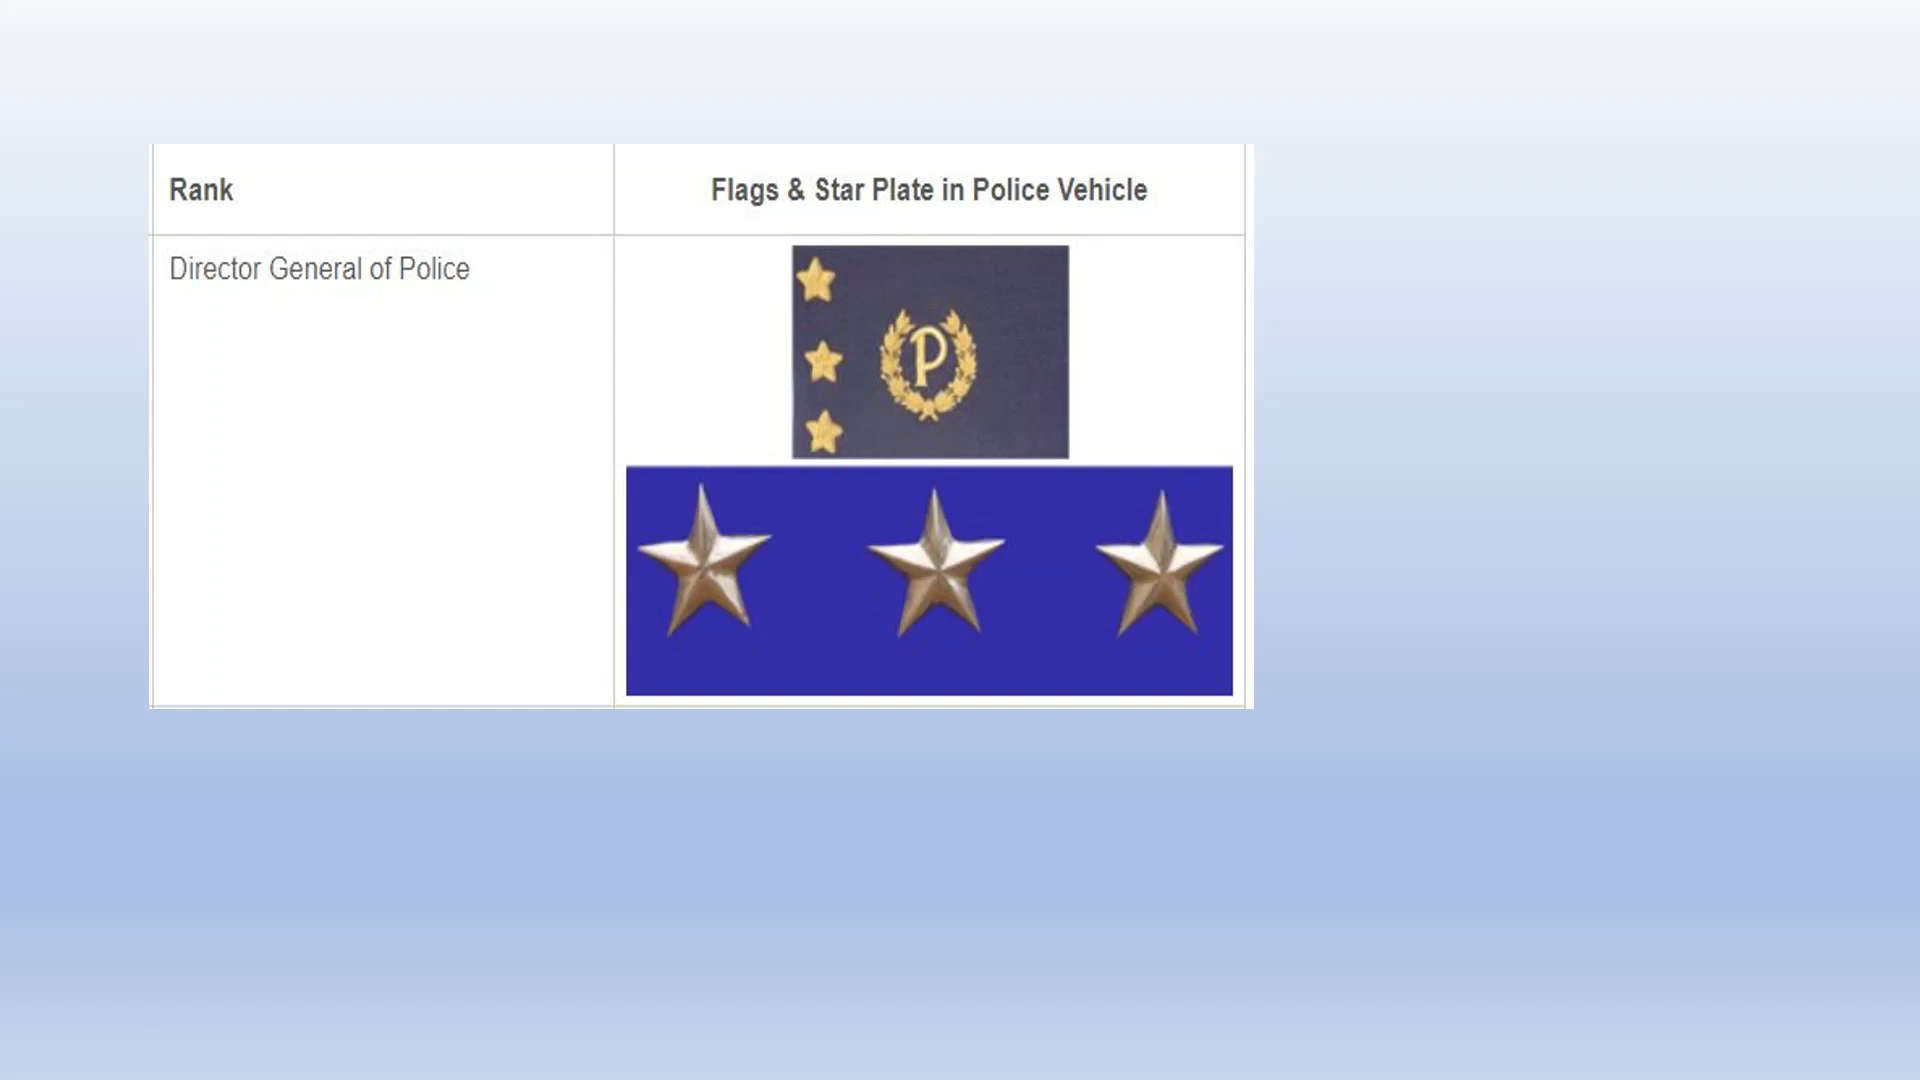 Rank
Flags & Star Plate in Police Vehicle
Director General of Police
P